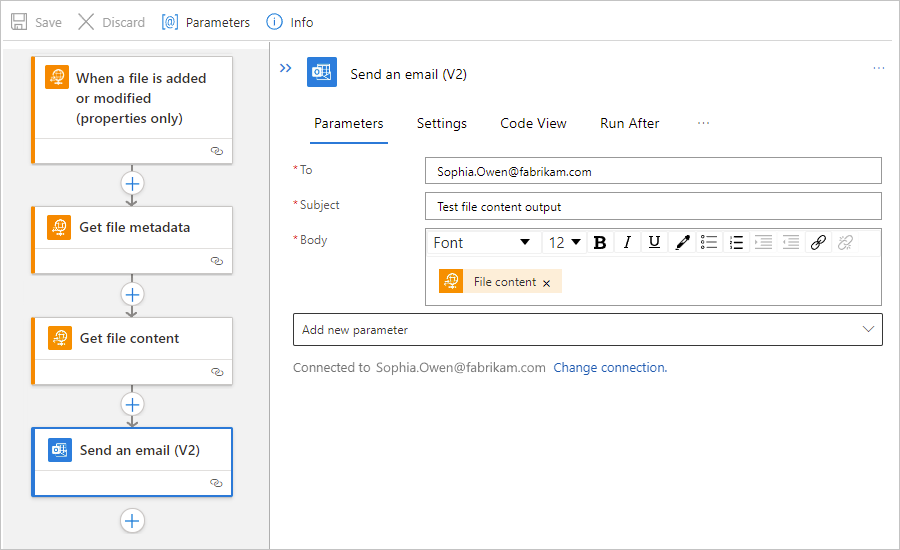 Save Discard Parameters Info
When a file is added
or modified
(properties only)
Get file metadata
Get file content
Send an email (V2)
Send an email (V2)
Parameters Settings Code View Run After
*To
Sophia.Owen@fabrikam.com
*Subject
Test file content output
*Body
Font 12 B I U
File content
Add new parameter
Connected to Sophia.Owen@fabrikam.com Change connection.